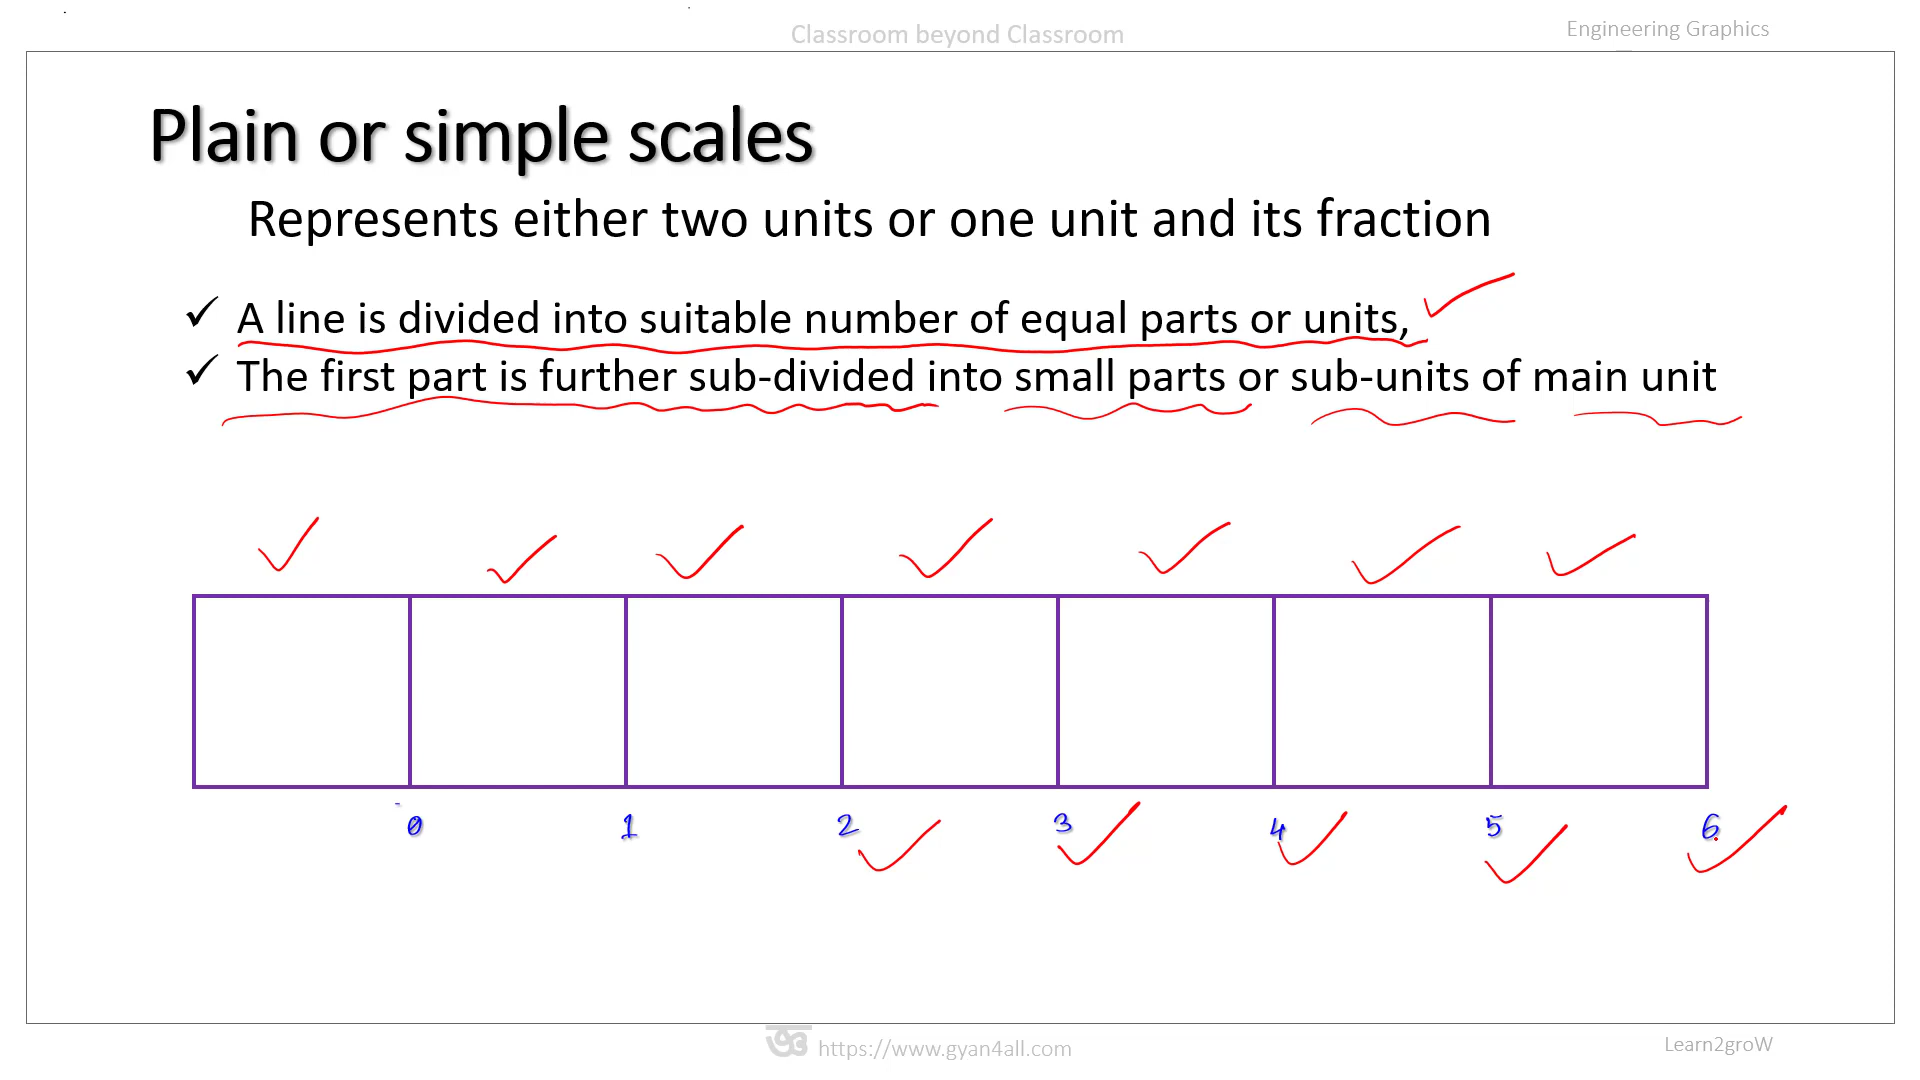 Classroom beyond Classroom
Engineering Graphics
Plain or simple scales
Represents either two units or one unit and its fraction
✓ A line is divided into suitable number of equal parts or units,
✓ The first part is further sub-divided into small parts or sub-units of main unit
0 1 2 3 4 5 6
https://www.gyan4all.com
Learn2groW